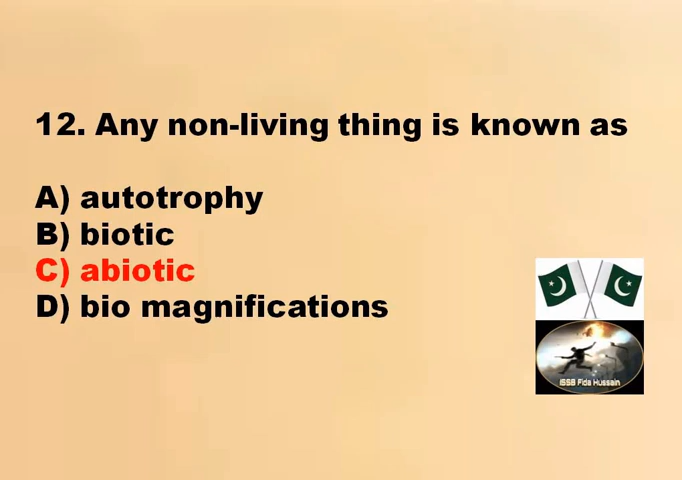 12. Any non-living thing is known as
A) autotrophy
B) biotic
C) abiotic
D) bio magnifications
ISSB Fida Hussain